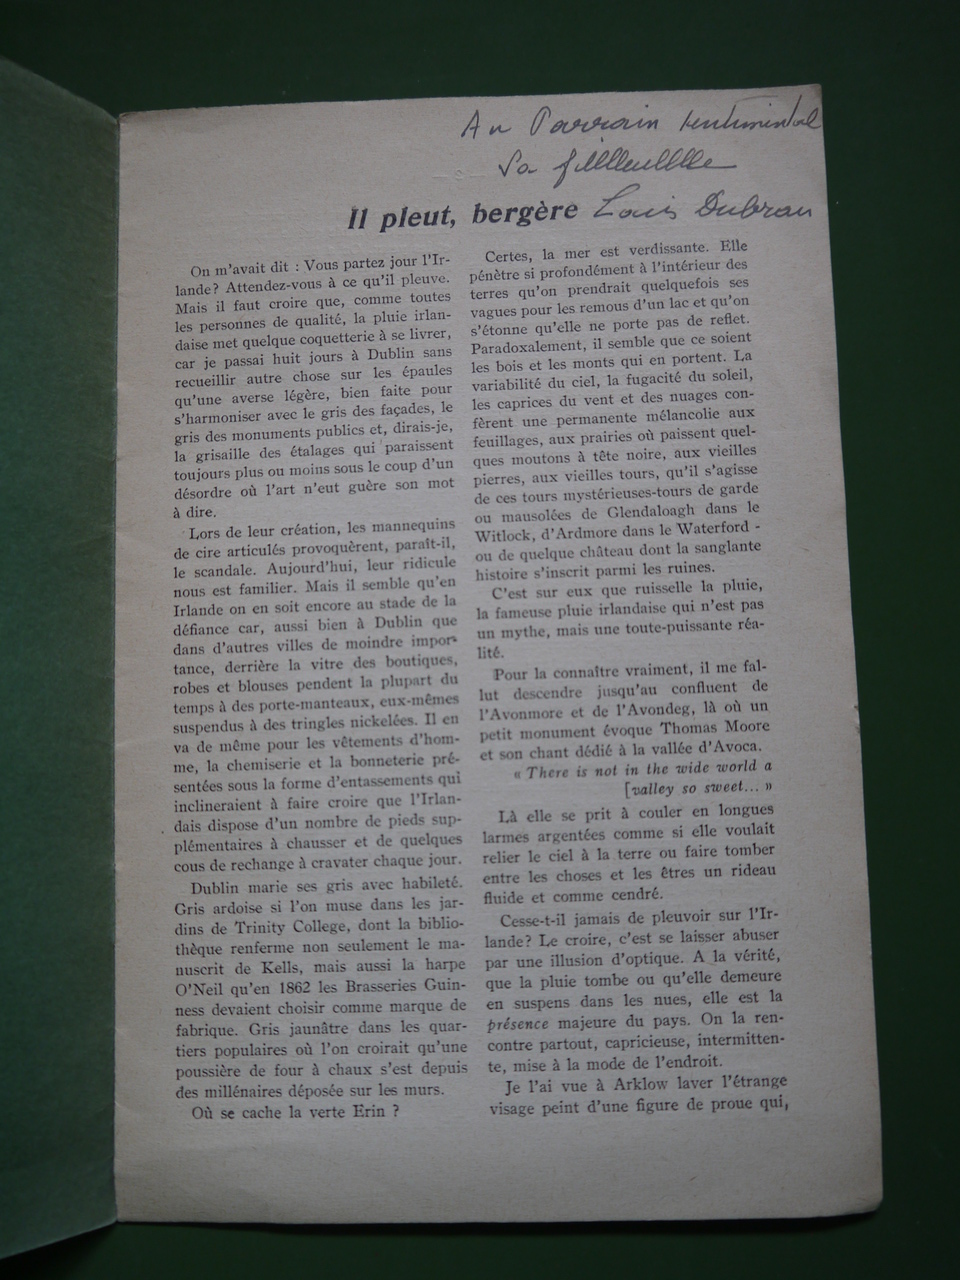 Au Parrain sentimental
Sa filllleulllle
Il pleut, bergère Louis Dubrau
On m'avait dit : Vous partez jour l'Ir-
lande? Attendez-vous à ce qu'il pleuve.
Mais il faut croire que, comme toutes
les personnes de qualité, la pluie irlan-
daise met quelque coquetterie à se livrer,
car je passai huit jours à Dublin sans
recueillir autre chose sur les épaules
qu'une averse légère, bien faite pour
s'harmoniser avec le gris des façades, le
gris des monuments publics et, dirais-je,
la grisaille des étalages qui paraissent
toujours plus ou moins sous le coup d'un
désordre où l'art n'eut guère son mot
à dire.
Lors de leur création, les mannequins
de cire articulés provoquèrent, paraît-il,
le scandale. Aujourd'hui, leur ridicule
nous est familier. Mais il semble qu'en
Irlande on en soit encore au stade de la
défiance car, aussi bien à Dublin que
dans d'autres villes de moindre impor-
tance, derrière la vitre des boutiques,
robes et blouses pendent la plupart du
temps à des porte-manteaux, eux-mêmes
suspendus à des tringles nickelées. Il en
va de même pour les vêtements d'hom-
me, la chemiserie et la bonneterie pré-
sentées sous la forme d'entassements qui
inclineraient à faire croire que l'Irlan-
dais dispose d'un nombre de pieds sup-
plémentaires à chausser et de quelques
cous de rechange à cravater chaque jour.
Dublin marie ses gris avec habileté.
Gris ardoise si l'on muse dans les jar-
dins de Trinity College, dont la biblio-
thèque renferme non seulement le ma-
nuscrit de Kells, mais aussi la harpe
O'Neil qu'en 1862 les Brasseries Guin-
ness devaient choisir comme marque de
fabrique. Gris jaunâtre dans les quar-
tiers populaires où l'on croirait qu'une
poussière de four à chaux s'est depuis
des millénaires déposée sur les murs.
Où se cache la verte Erin ?
Certes, la mer est verdissante. Elle
pénètre si profondément à l'intérieur des
terres qu'on prendrait quelquefois ses
vagues pour les remous d'un lac et qu'on
s'étonne qu'elle ne porte pas de reflet.
Paradoxalement, il semble que ce soient
les bois et les monts qui en portent. La
variabilité du ciel, la fugacité du soleil,
les caprices du vent et des nuages con-
fèrent une permanente mélancolie aux
feuillages, aux prairies où paissent quel-
ques moutons à tête noire, aux vieilles
pierres, aux vieilles tours, qu'il s'agisse
de ces tours mystérieuses-tours de garde
ou mausolées de Glendaloagh dans le
Witlock, d'Ardmore dans le Waterford -
ou de quelque château dont la sanglante
histoire s'inscrit parmi les ruines.
C'est sur eux que ruisselle la pluie,
la fameuse pluie irlandaise qui n'est pas
un mythe, mais une toute-puissante réa-
lité.
Pour la connaître vraiment, il me fal-
lut descendre jusqu'au confluent de
l'Avonmore et de l'Avondeg, là où un
petit monument évoque Thomas Moore
et son chant dédié à la vallée d'Avoca.
« There is not in the wide world a
[valley so sweet... »
Là elle se prit à couler en longues
larmes argentées comme si elle voulait
relier le ciel à la terre ou faire tomber
entre les choses et les êtres un rideau
fluide et comme cendré.
Cesse-t-il jamais de pleuvoir sur l'Ir-
lande? Le croire, c'est se laisser abuser
par une illusion d'optique. A la vérité,
que la pluie tombe ou qu'elle demeure
en suspens dans les nues, elle est la
présence majeure du pays. On la ren-
contre partout, capricieuse, intermitten-
te, mise à la mode de l'endroit.
Je l'ai vue à Arklow laver l'étrange
visage peint d'une figure de proue qui,